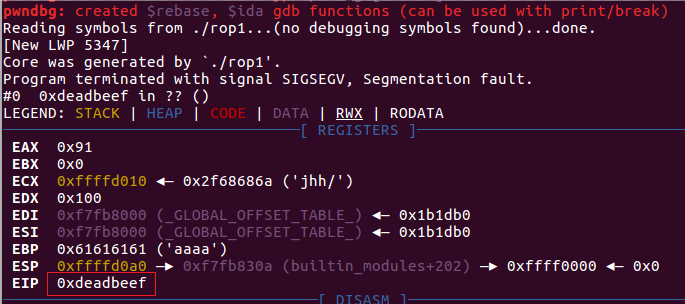 pwndbg: created $rebase, $ida gdb functions (can be used with print/break)
Reading symbols from ./rop1...(no debugging symbols found)...done.
[New LWP 5347]
Core was generated by `./rop1'.
Program terminated with signal SIGSEGV, Segmentation fault.
#0  0xdeadbeef in ?? ()
LEGEND: STACK | HEAP | CODE | DATA | RWX | RODATA
[ REGISTERS ]
EAX  0x91
EBX  0x0
ECX  0xffffd010 ◂— 0x2f68686a ('jhh/')
EDX  0x100
EDI  0xf7fb8000 (_GLOBAL_OFFSET_TABLE_) ◂— 0x1b1db0
ESI  0xf7fb8000 (_GLOBAL_OFFSET_TABLE_) ◂— 0x1b1db0
EBP  0x61616161 ('aaaa')
ESP  0xffffd0a0 —▸ 0xf7fb830a (builtin_modules+202) —▸ 0xffff0000 ◂— 0x0
EIP  0xdeadbeef
[ DISASM ]